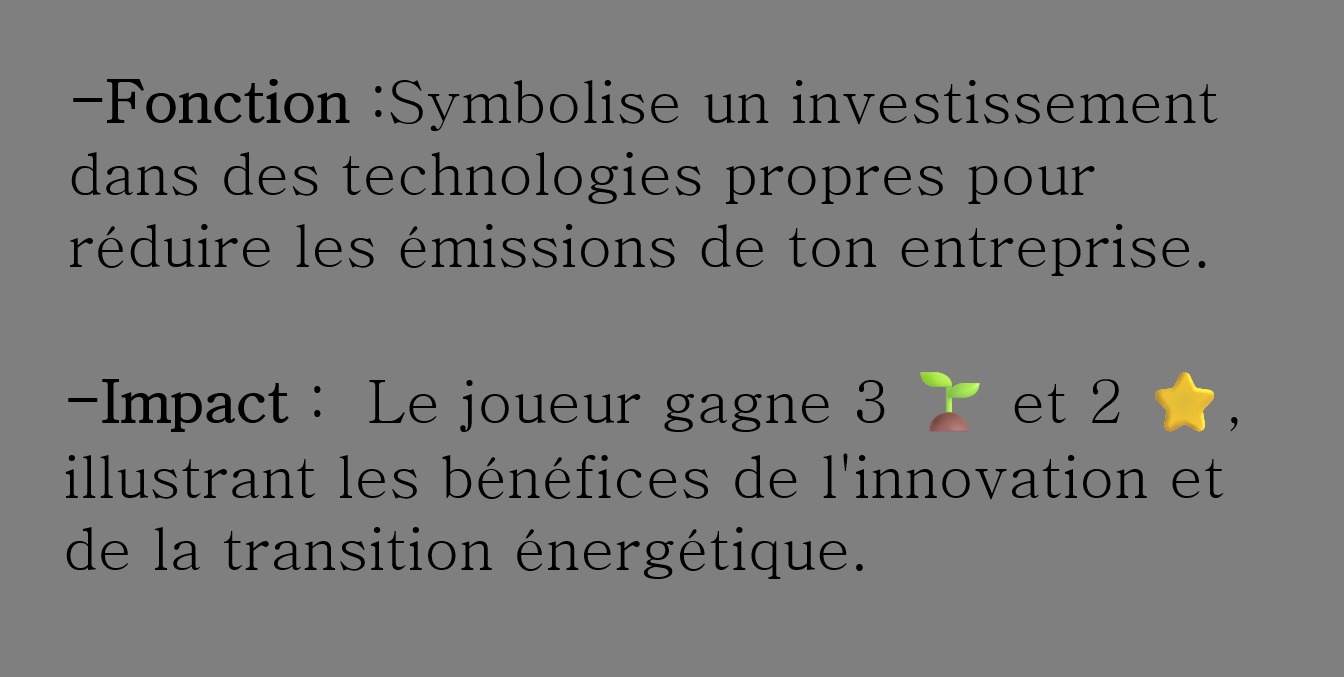 -Fonction :Symbolise un investissement
dans des technologies propres pour
réduire les émissions de ton entreprise.
-Impact :  Le joueur gagne 3 🌱 et 2 ⭐,
illustrant les bénéfices de l'innovation et
de la transition énergétique.